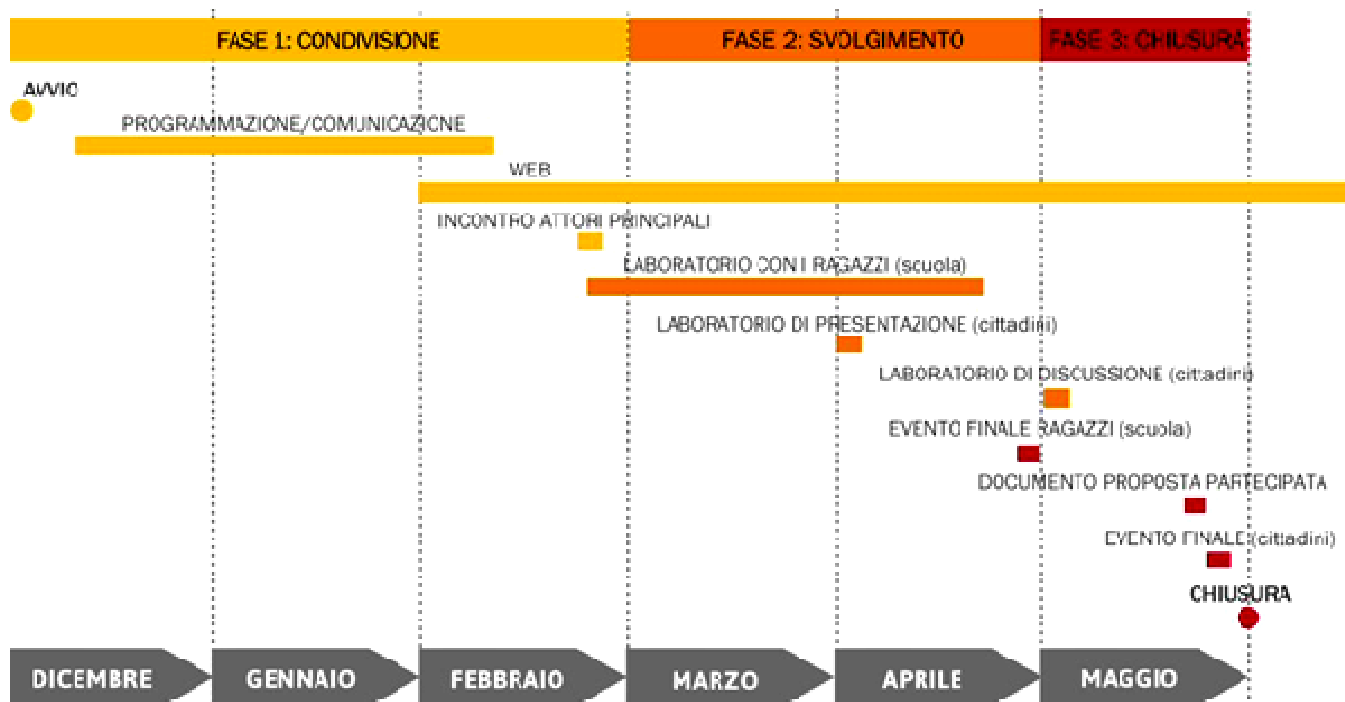 FASE 1: CONDIVISIONE
FASE 2: SVOLGIMENTO
FASE 3: CHIUSURA
AVVIO
PROGRAMMAZIONE/COMUNICAZIONE
WEB
INCONTRO ATTORI PRINCIPALI
LABORATORIO CON I RAGAZZI (scuola)
LABORATORIO DI PRESENTAZIONE (cittadini)
LABORATORIO DI DISCUSSIONE (cittadini)
EVENTO FINALE RAGAZZI (scuola)
DOCUMENTO PROPOSTA PARTECIPATA
EVENTO FINALE (cittadini)
CHIUSURA
DICEMBRE
GENNAIO
FEBBRAIO
MARZO
APRILE
MAGGIO